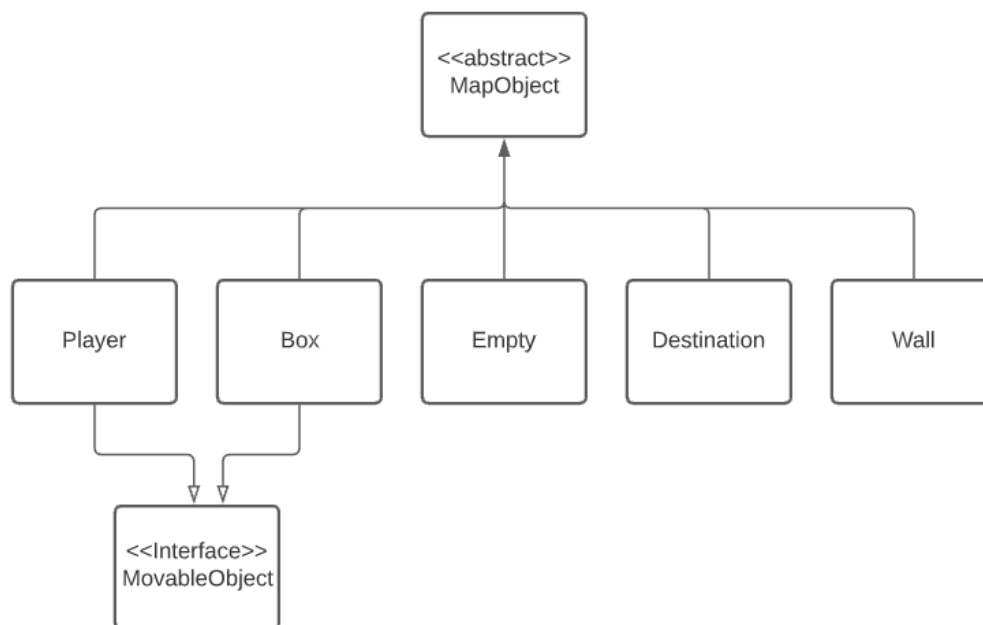 <<abstract>>
MapObject
Player
Box
Empty
Destination
Wall
<<Interface>>
MovableObject